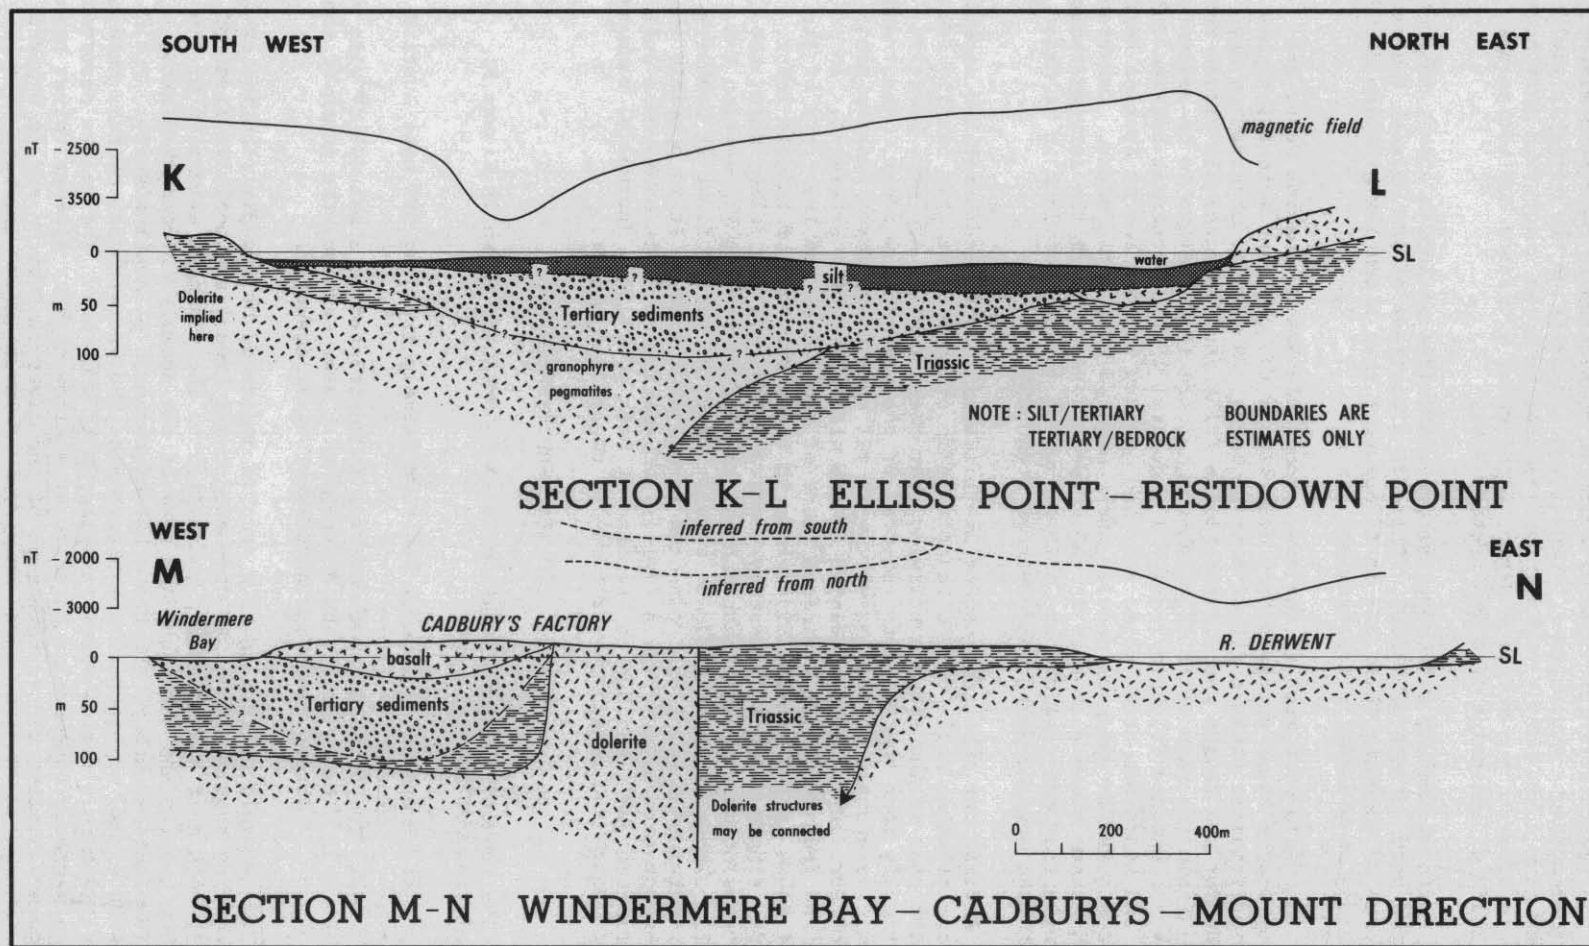 SOUTH WEST
NORTH EAST
magnetic field
nT - 2500
- 3500
K
L
0
SL
water
silt
? ? ? ?
m 50
100
Dolerite
implied
here
Tertiary sediments
? ? ?
granophyre
pegmatites
Triassic
NOTE : SILT/TERTIARY BOUNDARIES ARE
TERTIARY/BEDROCK ESTIMATES ONLY
SECTION K-L ELLISS POINT – RESTDOWN POINT
WEST
EAST
M
N
nT - 2000
- 3000
inferred from south
inferred from north
Windermere
Bay
CADBURY'S FACTORY
R. DERWENT
0
SL
basalt
m 50
100
Tertiary sediments
? ?
dolerite
Triassic
Dolerite structures
may be connected
0 200 400m
SECTION M-N WINDERMERE BAY – CADBURYS – MOUNT DIRECTION